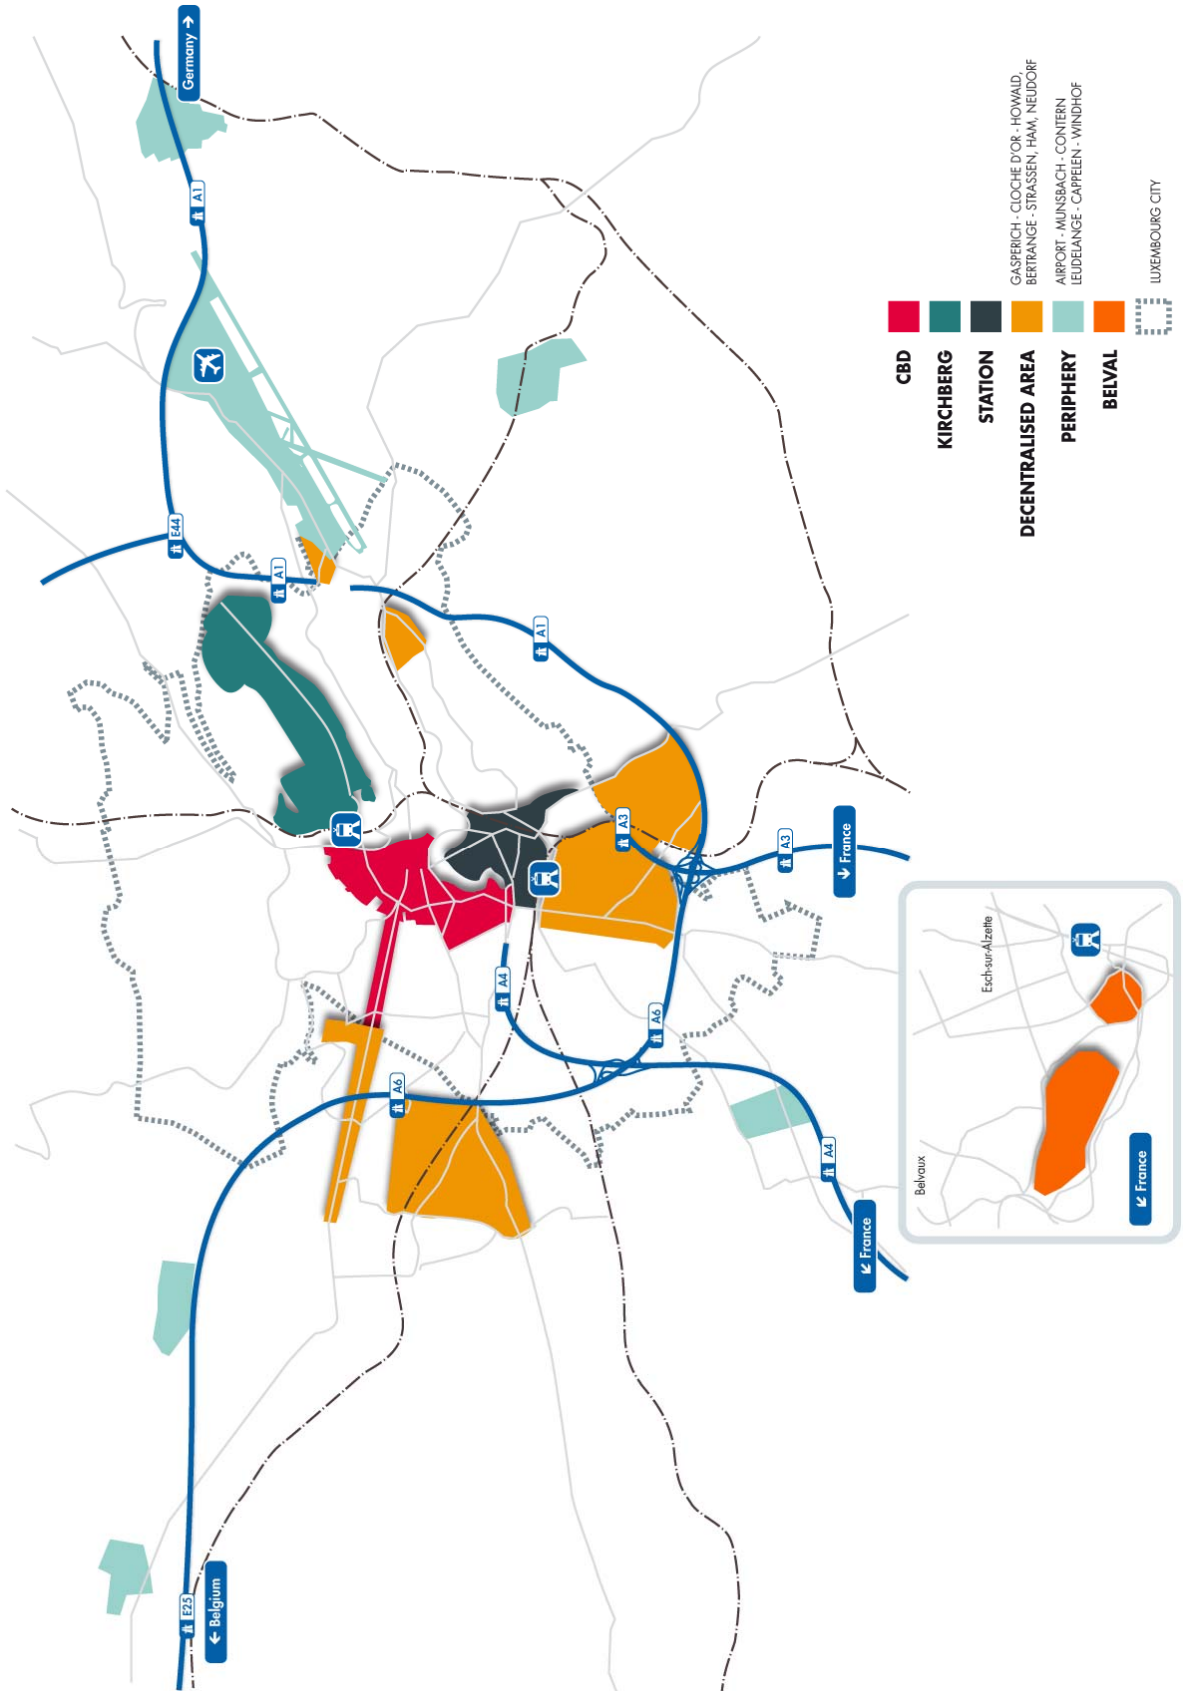 E44
E25
Germany →
A1
← Belgium
A1
A6
A4
A1
A3
A6
A3
A4
↓ France
↙ France
CBD
KIRCHBERG
STATION
DECENTRALISED AREA
GASPERICH - CLOCHE D'OR - HOWALD,
BERTRANGE - STRASSEN, HAM, NEUDORF
PERIPHERY
AIRPORT - MUNSBACH - CONTERN
LEUDELANGE - CAPPELEN - WINDHOF
BELVAL
LUXEMBOURG CITY
Belvaux
Esch-sur-Alzette
↙ France